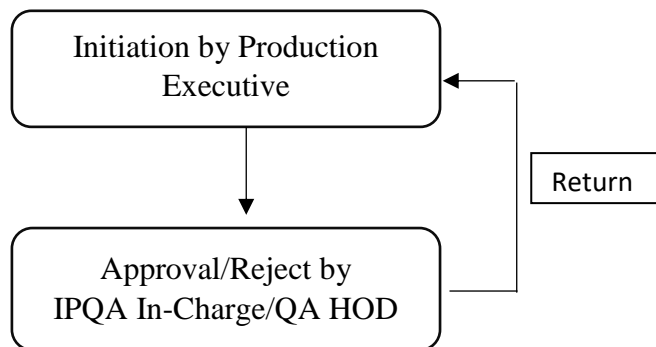 Initiation by Production
Executive
Return
Approval/Reject by
IPQA In-Charge/QA HOD